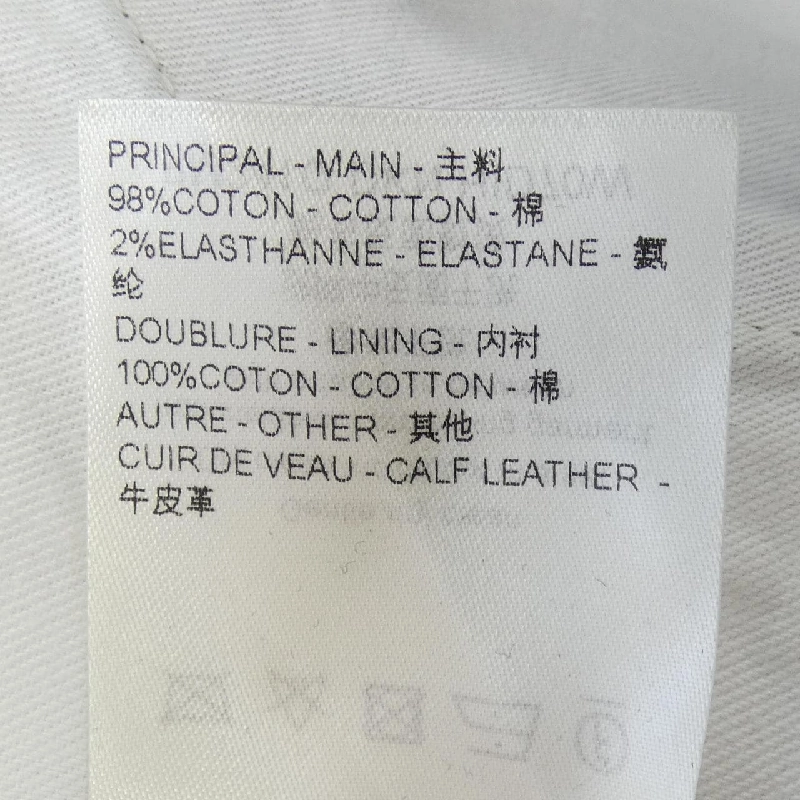 PRINCIPAL - MAIN - 主料
98%COTON - COTTON - 棉
2%ELASTHANNE - ELASTANE - 氨
纶
DOUBLURE - LINING - 内衬
100%COTON - COTTON - 棉
AUTRE - OTHER - 其他
CUIR DE VEAU - CALF LEATHER -
牛皮革